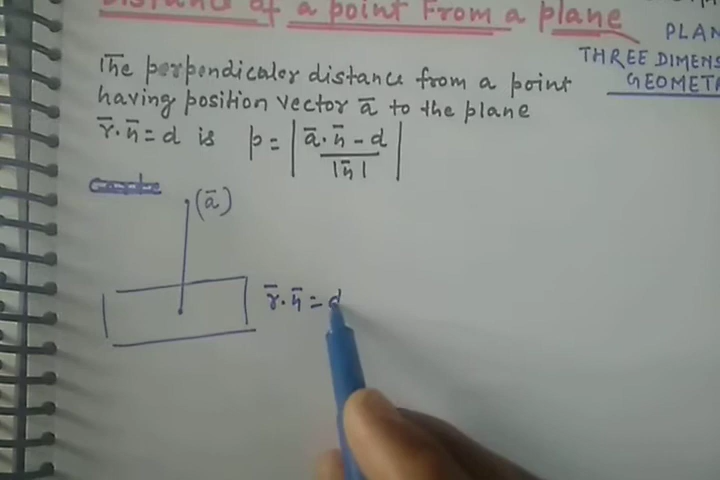 Distance of a point From a plane
PLAN
THREE DIMENS
GEOMET
The perpendicular distance from a point
having position vector a̅ to the plane
r̅·n̅ = d is p = | (a̅·n̅ - d) / |n̅| |
(a̅)
r̅·n̅ = d